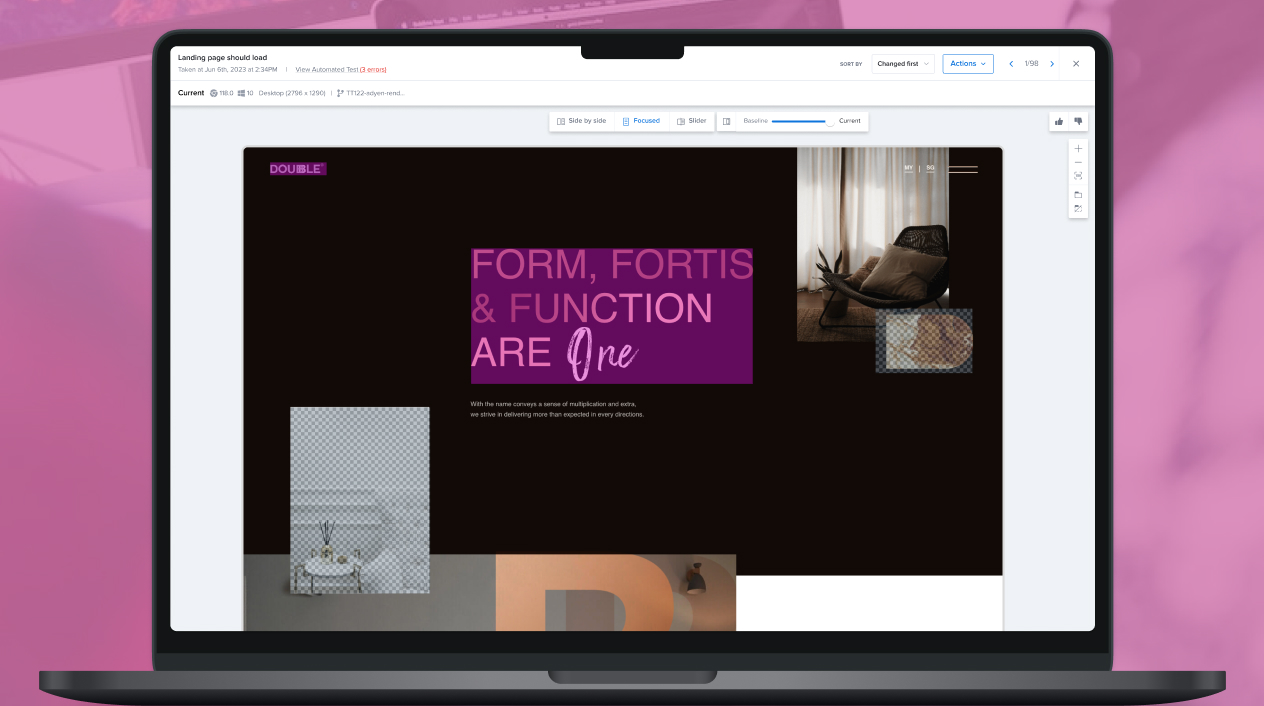 Landing page should load
Taken at Jun 6th, 2023 at 2:34PM | View Automated Test (3 errors)
SORT BY Changed first Actions 1/98
Current 118.0 10 Desktop (2796 x 1290) | TT122-adyen-rend...
Side by side Focused Slider Baseline Current
DOUBBLE
MY | SG
FORM, FORTIS
& FUNCTION
ARE One
With the name conveys a sense of multiplication and extra,
we strive in delivering more than expected in every directions.